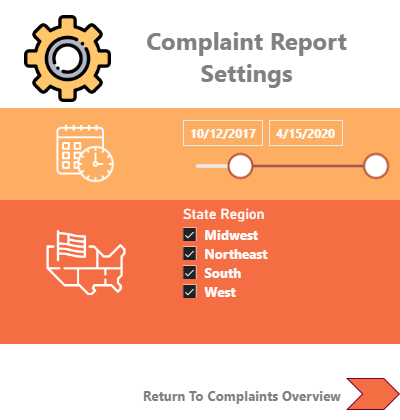 Complaint Report
Settings
10/12/2017 4/15/2020
State Region
Midwest
Northeast
South
West
Return To Complaints Overview